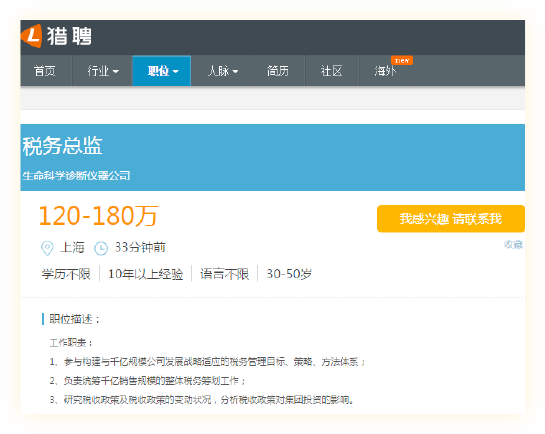 猎聘
首页 行业 职位 人脉 简历 社区 海外 new
税务总监
生命科学诊断仪器公司
120-180万
我感兴趣 请联系我
上海 33分钟前
收藏
学历不限 10年以上经验 语言不限 30-50岁
职位描述：
工作职责：
1、参与构建与千亿规模公司发展战略适应的税务管理目标、策略、方法体系；
2、负责统筹千亿销售规模的整体税务筹划工作；
3、研究税收政策及税收政策的变动状况，分析税收政策对集团投资的影响。